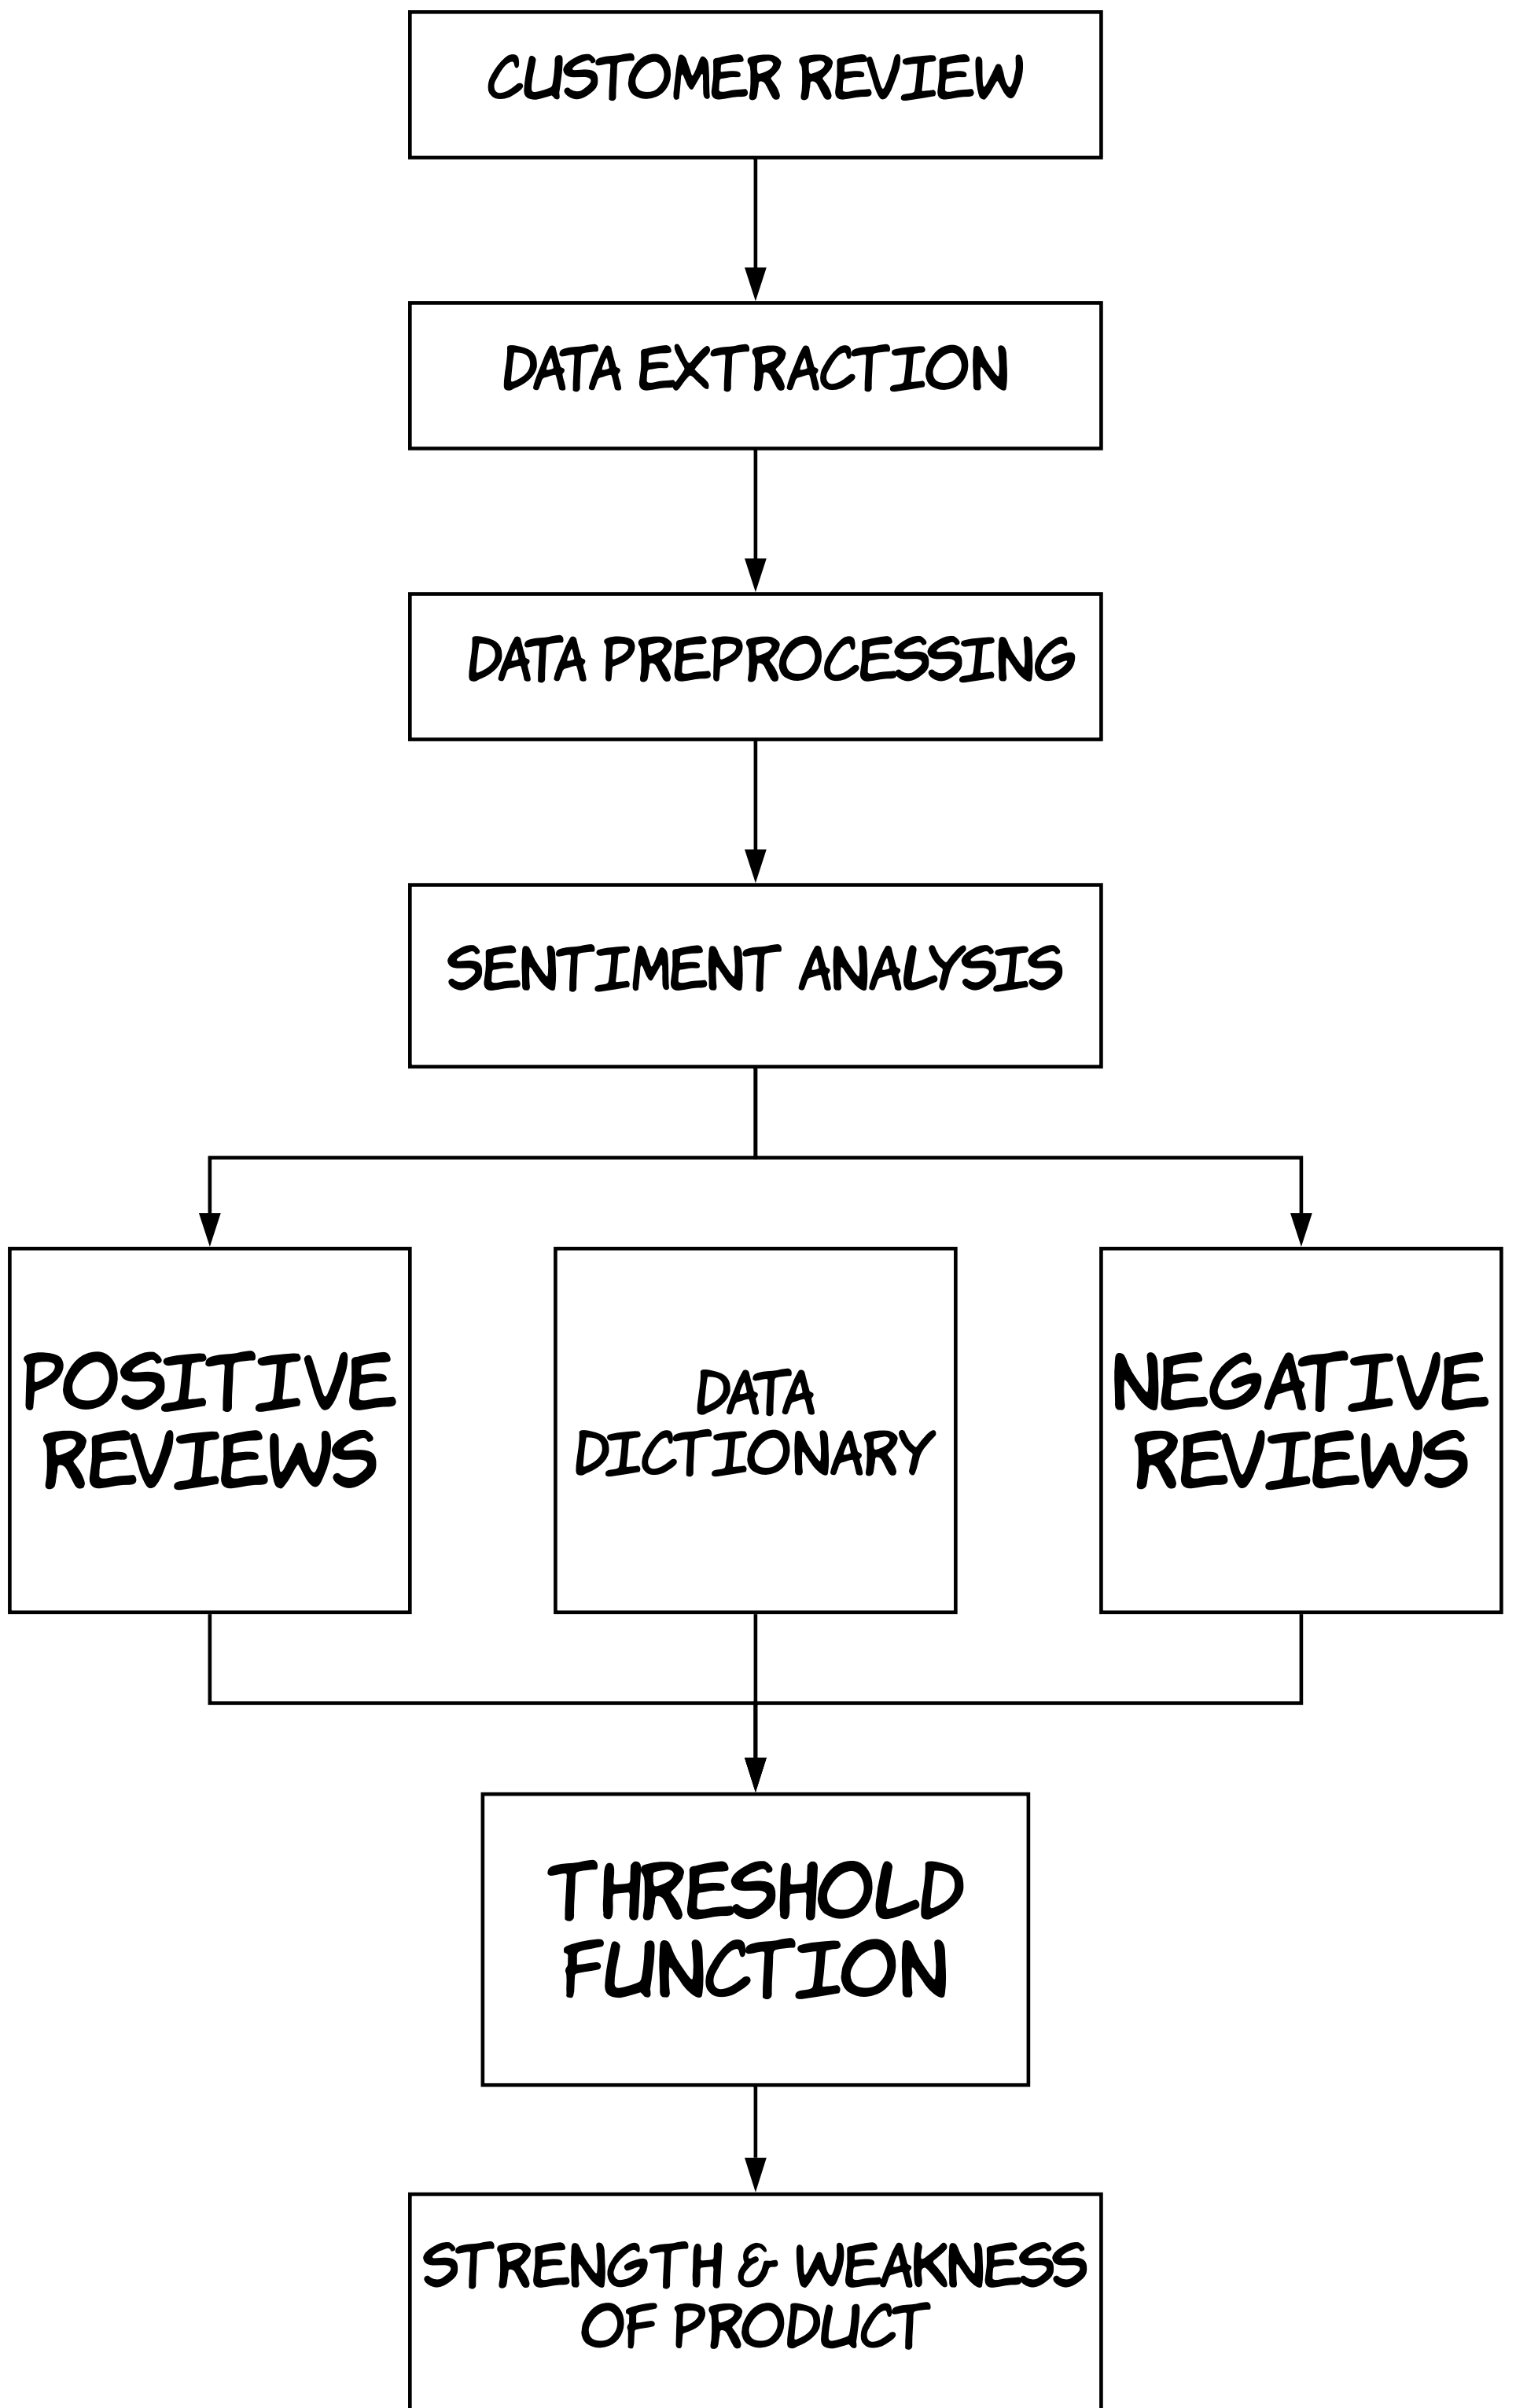 CUSTOMER REVIEW
DATA EXTRACTION
DATA PREPROCESSING
SENTIMENT ANALYSIS
POSITIVE
REVIEWS
DATA
DICTIONARY
NEGATIVE
REVIEWS
THRESHOLD
FUNCTION
STRENGTH & WEAKNESS
OF PRODUCT